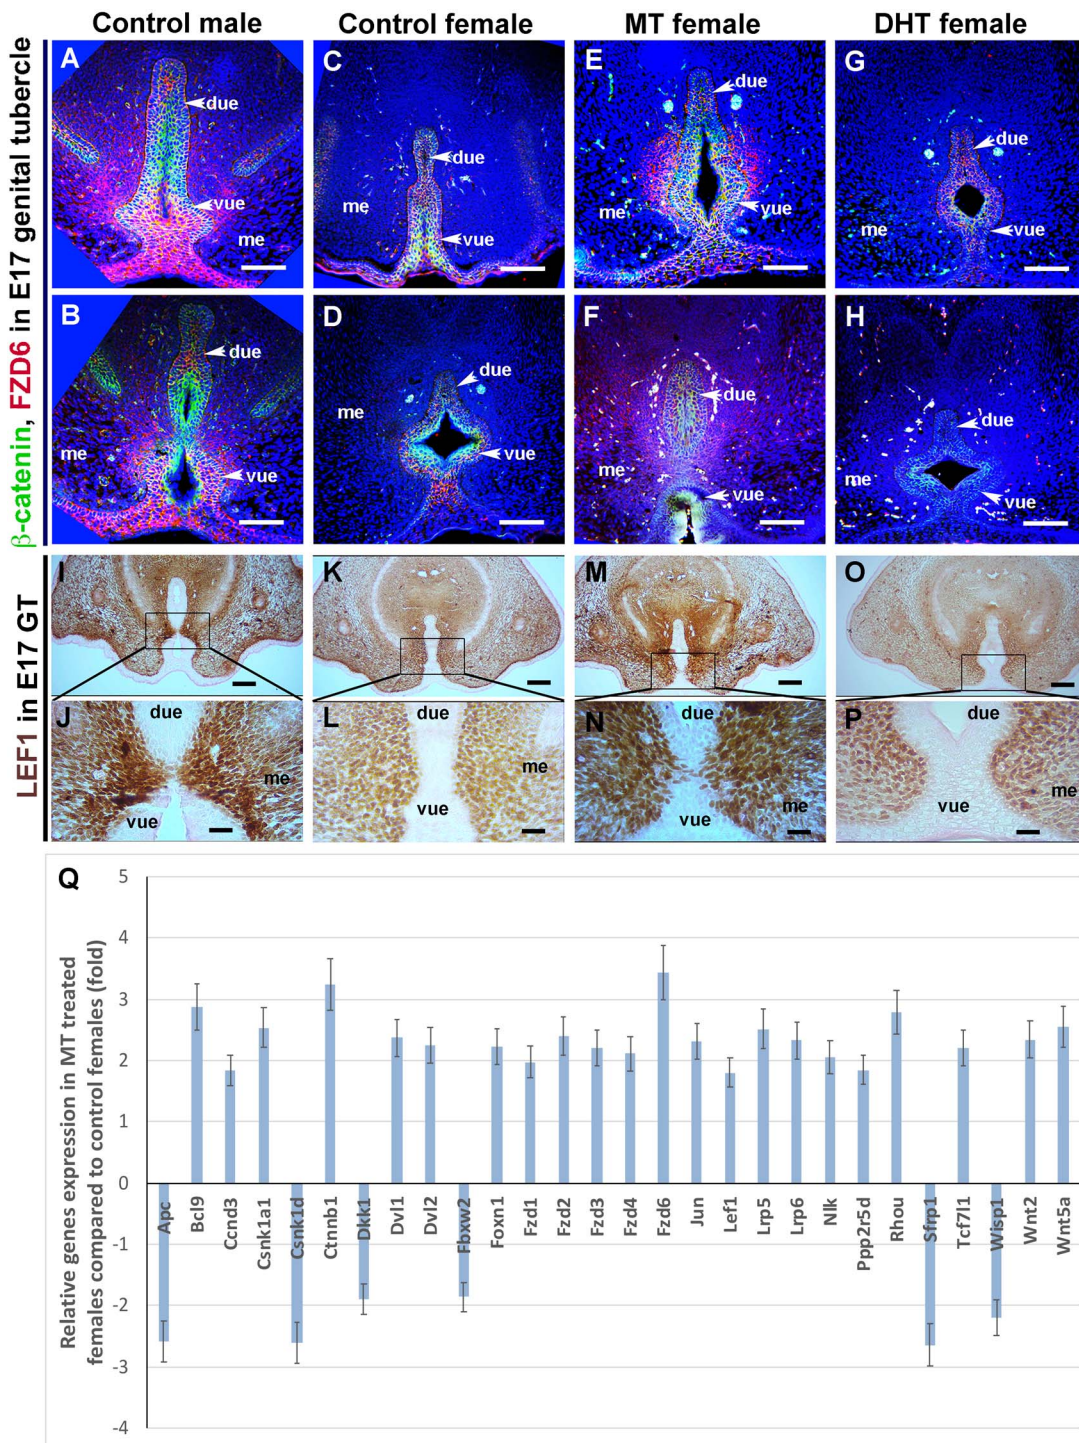 Control male
Control female
MT female
DHT female
β-catenin, FZD6 in E17 genital tubercle
A
due
vue
me
C
due
me
vue
E
due
me
vue
G
due
me
vue
B
due
me
vue
D
due
me
vue
F
due
me
vue
H
due
me
vue
LEF1 in E17 GT
I
K
M
O
J
due
me
vue
L
due
me
vue
N
due
me
vue
P
due
me
vue
Q
Relative genes expression in MT treated
females compared to control females (fold)
5
4
3
2
1
0
-1
-2
-3
-4
Apc
Bcl9
Ccnd3
Csnk1a1
Csnk1d
Ctnnb1
Dkk1
Dvl1
Dvl2
Fbxw2
Foxn1
Fzd1
Fzd2
Fzd3
Fzd4
Fzd6
Jun
Lef1
Lrp5
Lrp6
Nlk
Ppp2r5d
Rhou
Sfrp1
Tcf7l1
Wisp1
Wnt2
Wnt5a